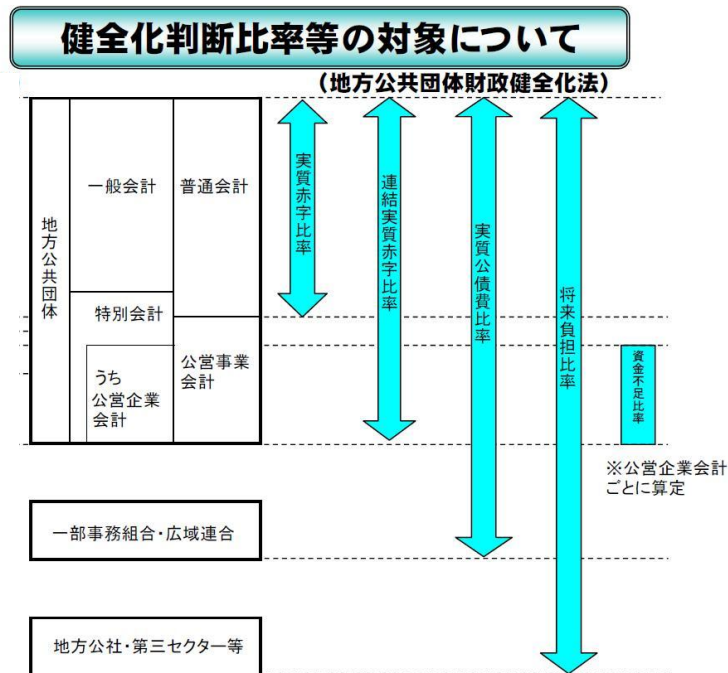 健全化判断比率等の対象について
（地方公共団体財政健全化法）
地方公共団体
一般会計
普通会計
特別会計
うち
公営企業
会計
公営事業
会計
実質赤字比率
連結実質赤字比率
実質公債費比率
将来負担比率
資金不足比率
※公営企業会計
ごとに算定
一部事務組合・広域連合
地方公社・第三セクター等